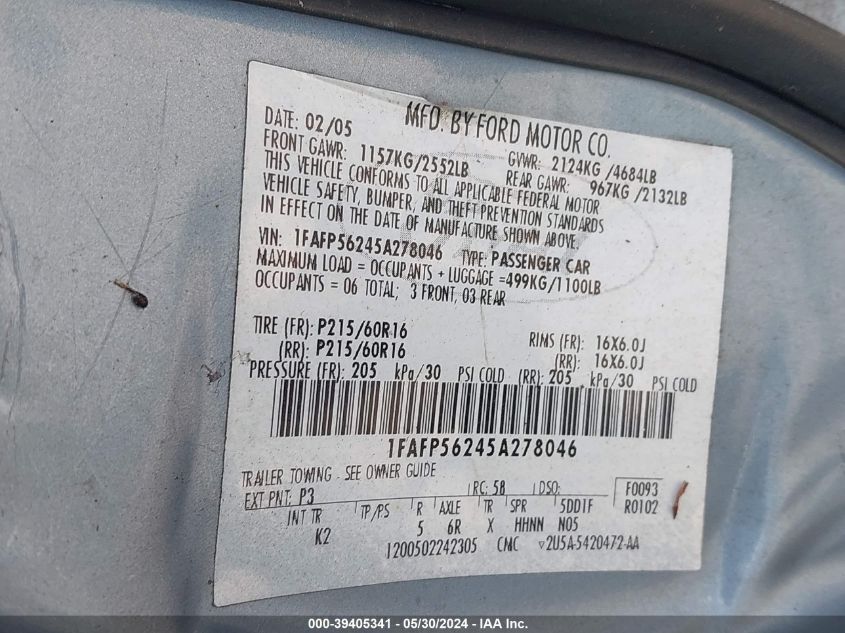 MFD. BY FORD MOTOR CO.
DATE: 02/05 GVWR: 2124KG /4684LB
FRONT GAWR: 1157KG/2552LB REAR GAWR: 967KG /2132LB
THIS VEHICLE CONFORMS TO ALL APPLICABLE FEDERAL MOTOR
VEHICLE SAFETY, BUMPER, AND THEFT PREVENTION STANDARDS
IN EFFECT ON THE DATE OF MANUFACTURE SHOWN ABOVE.
VIN: 1FAFP56245A278046 TYPE: PASSENGER CAR
MAXIMUM LOAD = OCCUPANTS + LUGGAGE =499KG/1100LB
OCCUPANTS = 06 TOTAL; 3 FRONT, 03 REAR
TIRE (FR): P215/60R16 RIMS (FR): 16X6.0J
(RR): P215/60R16 (RR): 16X6.0J
PRESSURE (FR): 205 kPa/30 PSI COLD (RR): 205 kPa/30 PSI COLD
1FAFP56245A278046
TRAILER TOWING - SEE OWNER GUIDE
EXT PNT: P3 RC: 58 DSO: F0093
INT TR TP/PS R AXLE TR SPR 5DDIF R0102
K2 5 6R X HHNN N05
1200502242305 CMC ▽2U5A-5420472-AA
000-39405341 - 05/30/2024 - IAA Inc.